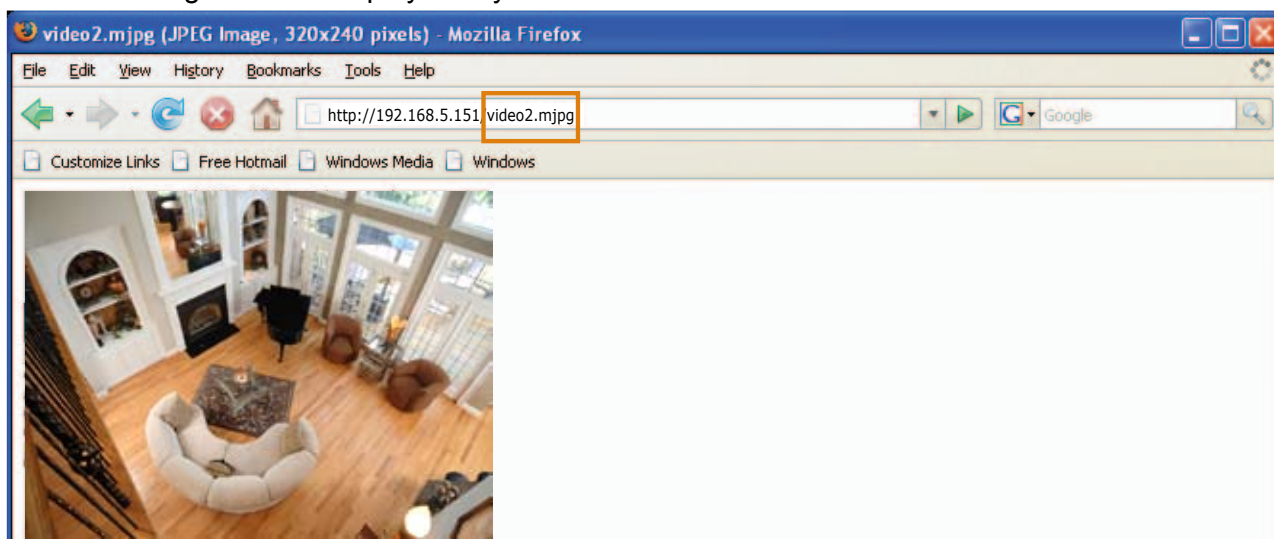 video2.mjpg (JPEG Image, 320x240 pixels) - Mozilla Firefox
File Edit View History Bookmarks Tools Help
http://192.168.5.151/video2.mjpg
Google
Customize Links Free Hotmail Windows Media Windows